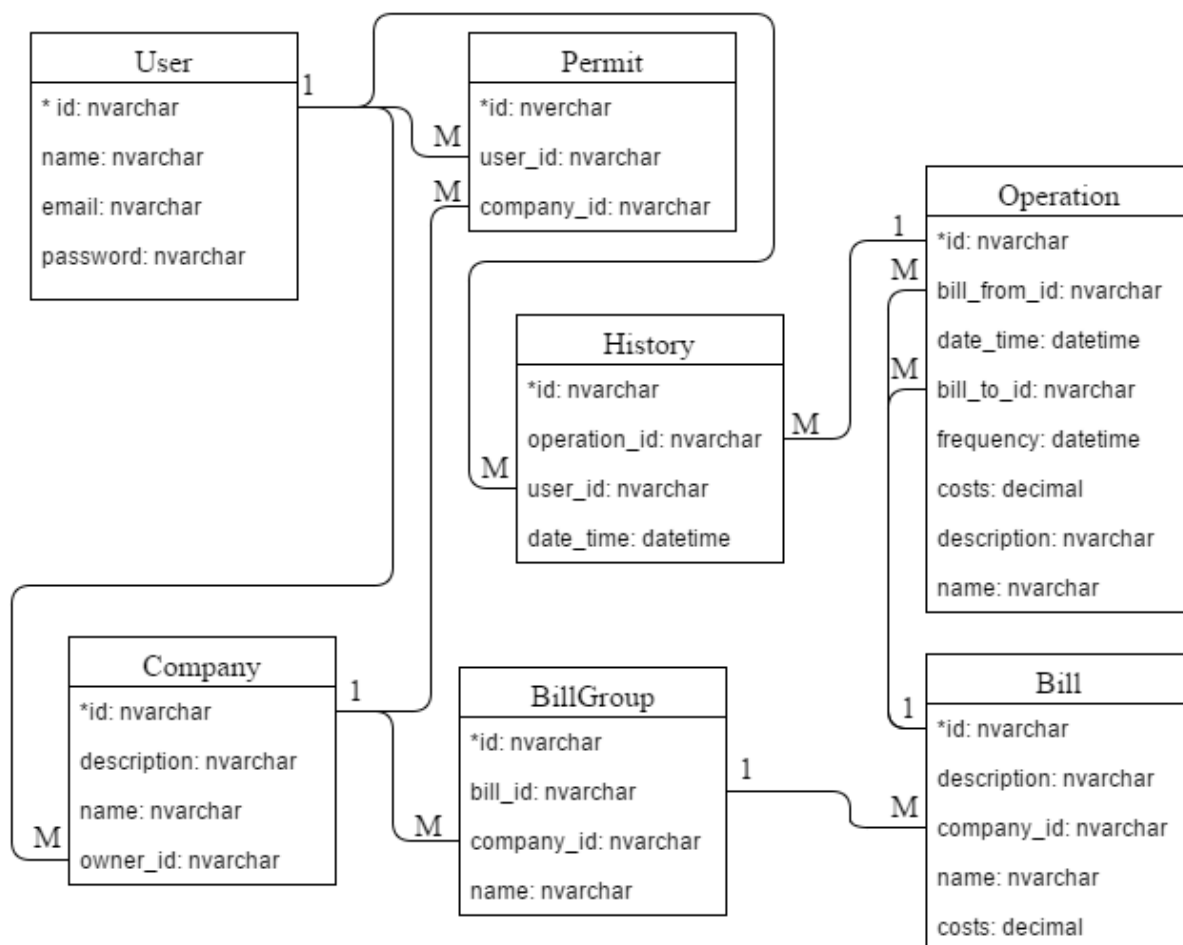 User
1
* id: nvarchar
name: nvarchar
email: nvarchar
password: nvarchar
Permit
*id: nverchar
M
user_id: nvarchar
M
company_id: nvarchar
Operation
1
*id: nvarchar
M
bill_from_id: nvarchar
date_time: datetime
M
bill_to_id: nvarchar
frequency: datetime
costs: decimal
description: nvarchar
name: nvarchar
History
*id: nvarchar
operation_id: nvarchar
M
M
user_id: nvarchar
date_time: datetime
Company
1
*id: nvarchar
description: nvarchar
name: nvarchar
M
owner_id: nvarchar
BillGroup
*id: nvarchar
1
bill_id: nvarchar
M
company_id: nvarchar
name: nvarchar
Bill
1
*id: nvarchar
description: nvarchar
M
company_id: nvarchar
name: nvarchar
costs: decimal